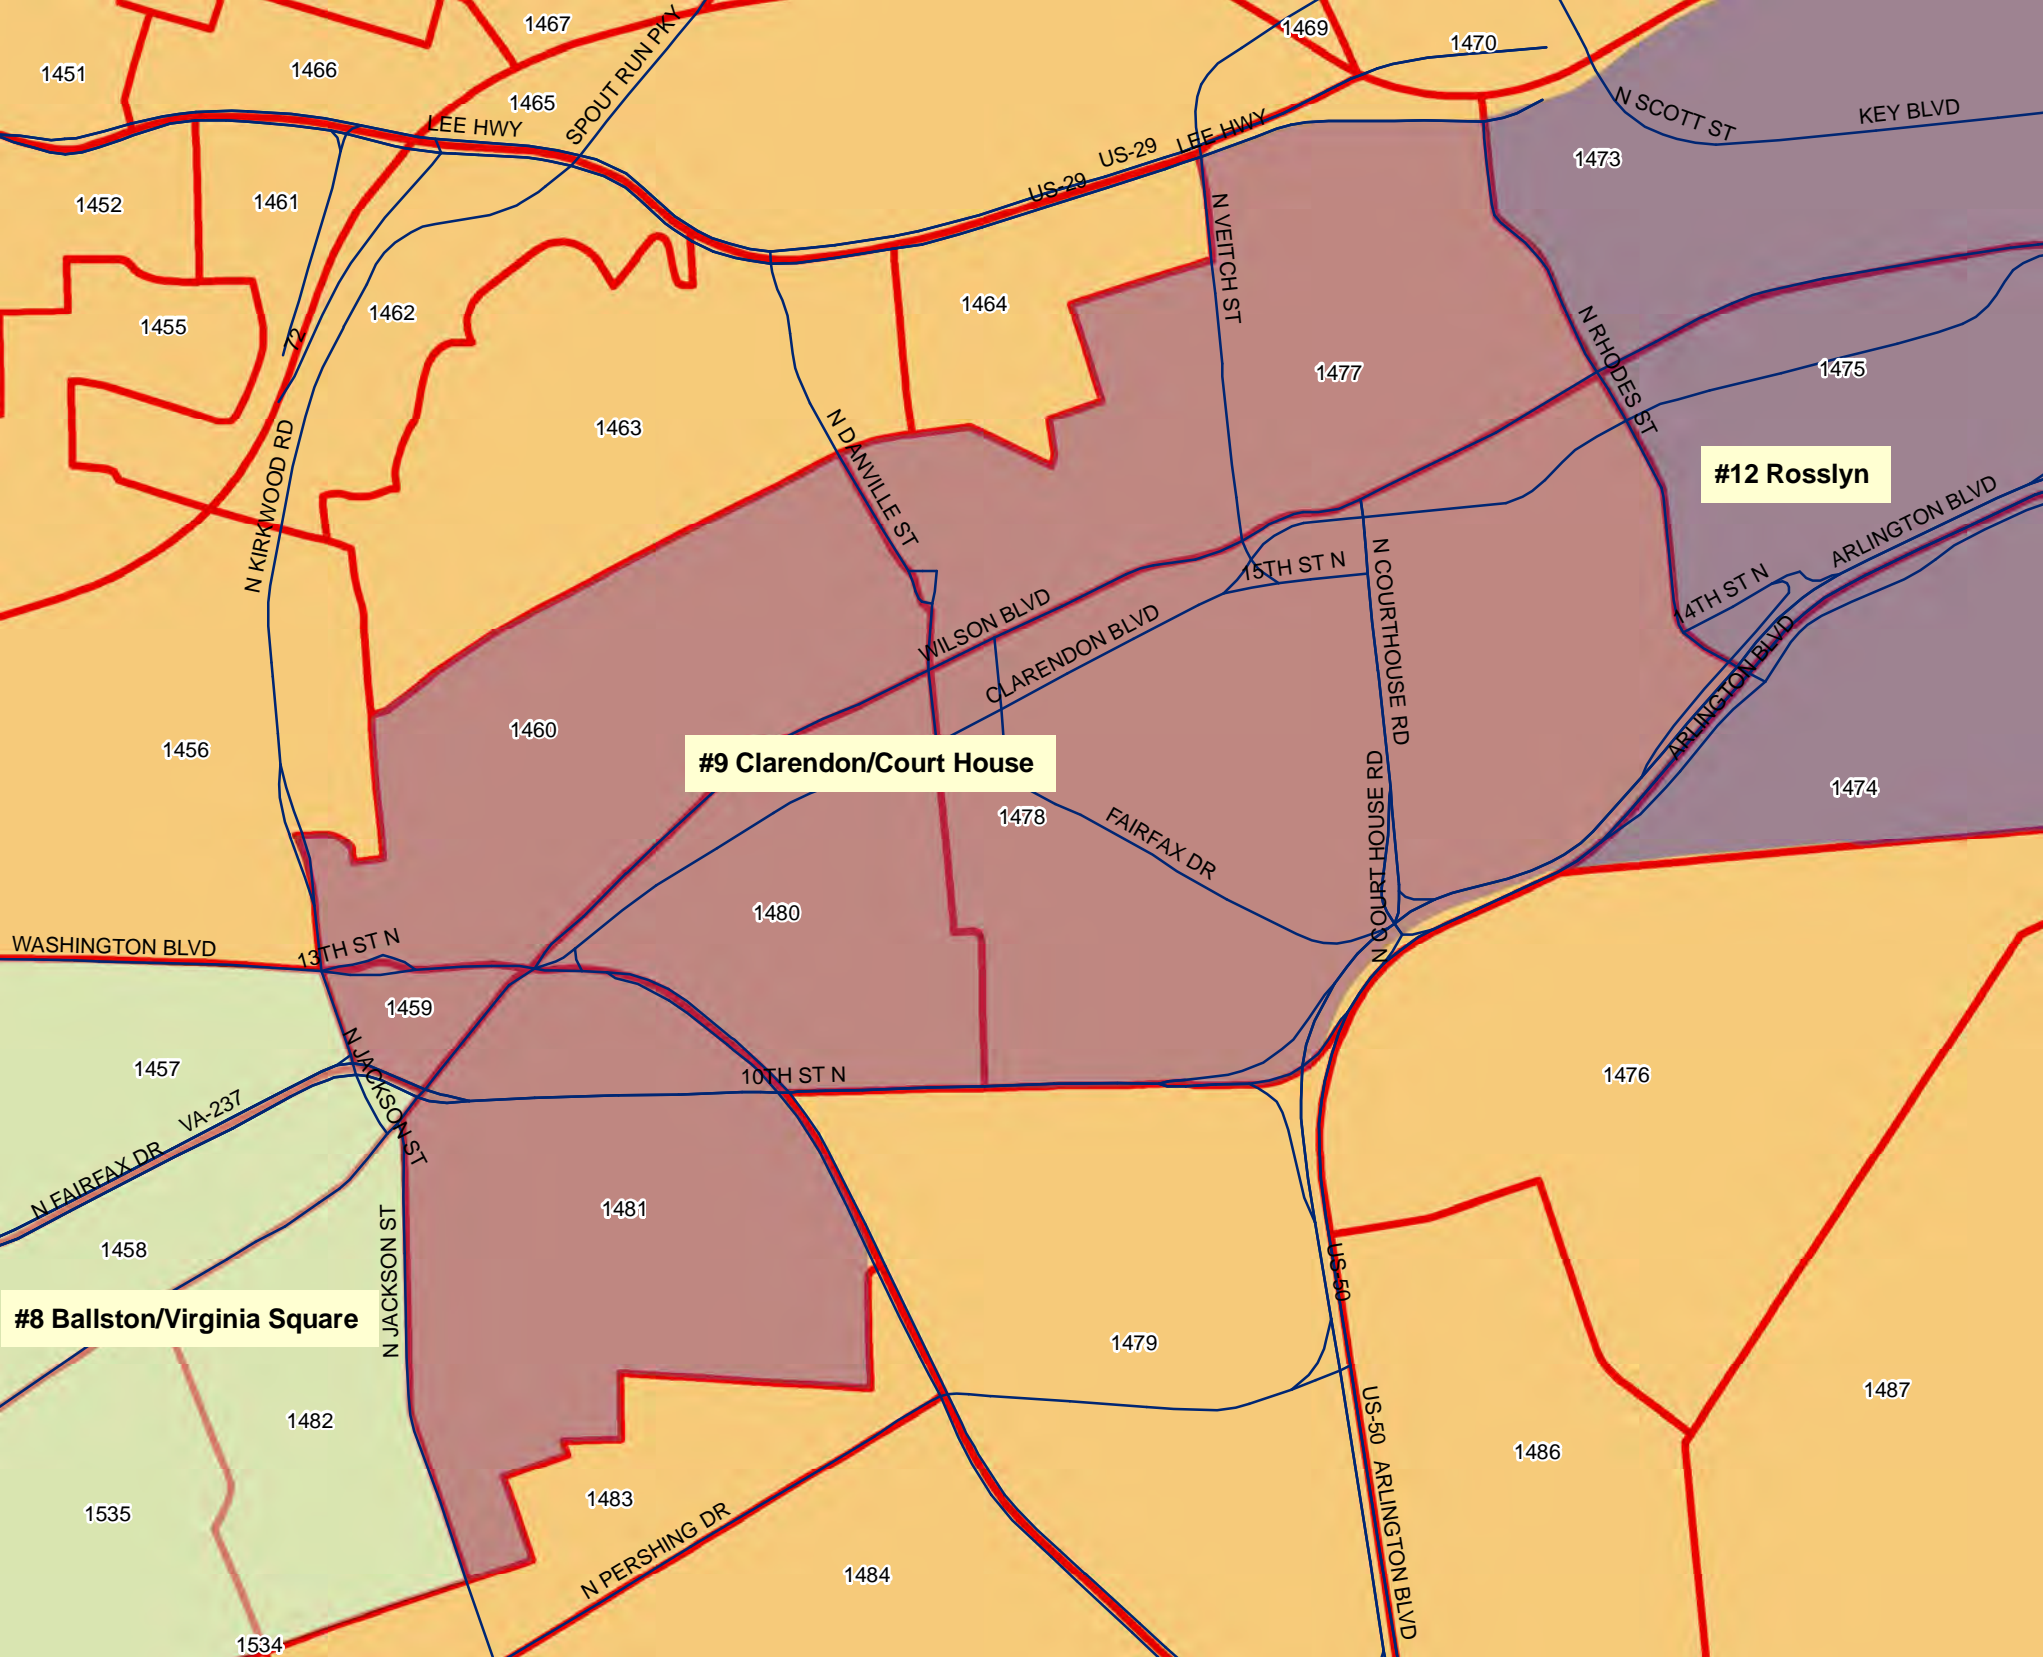 1467
1469
1470
1451
1466
1465
SPOUT RUN PKY
N SCOTT ST
KEY BLVD
LEE HWY
US-29
LEE HWY
US-29
1473
1452
1461
N VEITCH ST
1462
1464
1455
72
N RHODES ST
1477
1475
1463
N DANVILLE ST
N KIRKWOOD RD
#12 Rosslyn
ARLINGTON BLVD
15TH ST N
N COURTHOUSE RD
14TH ST N
WILSON BLVD
CLARENDON BLVD
ARLINGTON BLVD
1460
1456
#9 Clarendon/Court House
1474
1478
FAIRFAX DR
N COURTHOUSE RD
1480
WASHINGTON BLVD
13TH ST N
1459
1457
N JACKSON ST
10TH ST N
1476
VA-237
N FAIRFAX DR
1481
1458
N JACKSON ST
US-50
#8 Ballston/Virginia Square
1479
1487
1482
US-50
1486
1483
ARLINGTON BLVD
1535
N PERSHING DR
1484
1534